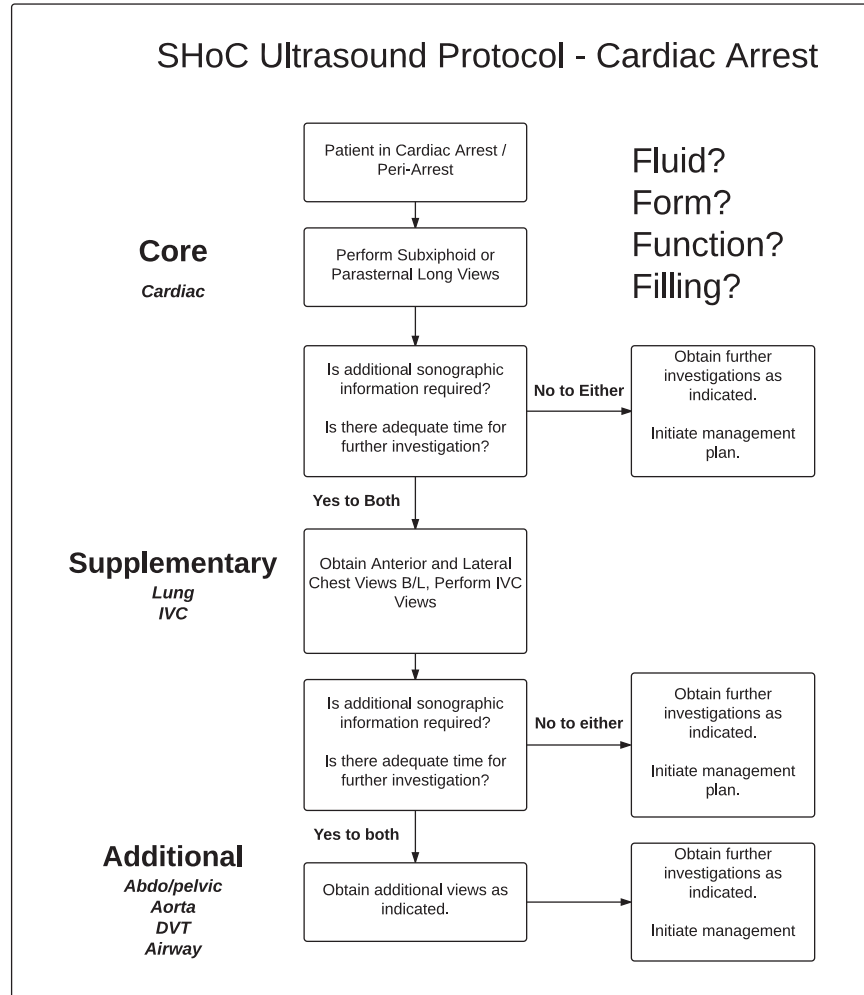 SHoC Ultrasound Protocol - Cardiac Arrest
Patient in Cardiac Arrest /
Peri-Arrest
Fluid?
Form?
Function?
Filling?
Core
Cardiac
Perform Subxiphoid or
Parasternal Long Views
Is additional sonographic
information required?
Is there adequate time for
further investigation?
No to Either
Obtain further
investigations as
indicated.
Initiate management
plan.
Yes to Both
Supplementary
Lung
IVC
Obtain Anterior and Lateral
Chest Views B/L, Perform IVC
Views
Is additional sonographic
information required?
Is there adequate time for
further investigation?
No to either
Obtain further
investigations as
indicated.
Initiate management
plan.
Yes to both
Additional
Abdo/pelvic
Aorta
DVT
Airway
Obtain additional views as
indicated.
Obtain further
investigations as
indicated.
Initiate management